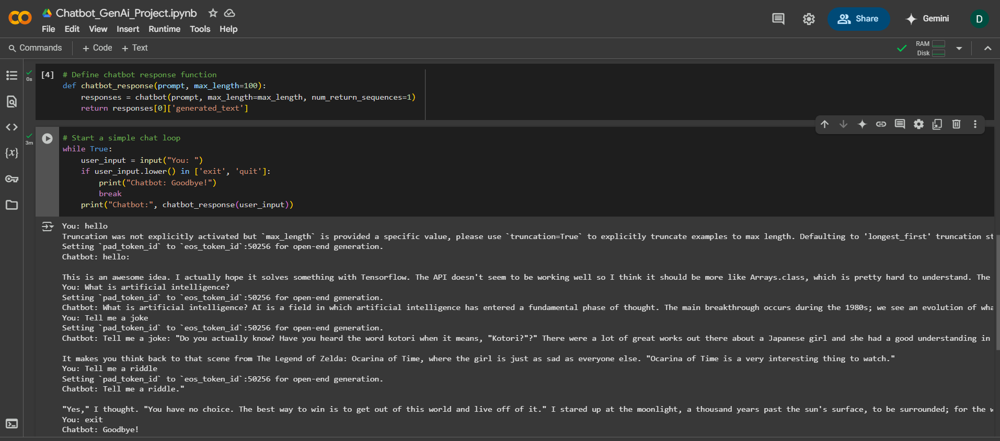 Chatbot_GenAi_Project.ipynb
File Edit View Insert Runtime Tools Help
Share
Gemini
D
Commands
+ Code + Text
RAM
Disk
0s
[4] # Define chatbot response function
def chatbot_response(prompt, max_length=100):
    responses = chatbot(prompt, max_length=max_length, num_return_sequences=1)
    return responses[0]['generated_text']
3m
# Start a simple chat loop
while True:
    user_input = input("You: ")
    if user_input.lower() in ['exit', 'quit']:
        print("Chatbot: Goodbye!")
        break
    print("Chatbot:", chatbot_response(user_input))
You: hello
Truncation was not explicitly activated but `max_length` is provided a specific value, please use `truncation=True` to explicitly truncate examples to max length. Defaulting to 'longest_first' truncation st
Setting `pad_token_id` to `eos_token_id`:50256 for open-end generation.
Chatbot: hello:
This is an awesome idea. I actually hope it solves something with Tensorflow. The API doesn't seem to be working well so I think it should be more like Arrays.class, which is pretty hard to understand. The
You: What is artificial intelligence?
Setting `pad_token_id` to `eos_token_id`:50256 for open-end generation.
Chatbot: What is artificial intelligence? AI is a field in which artificial intelligence has entered a fundamental phase of thought. The main breakthrough occurs during the 1980s; we see an evolution of wha
You: Tell me a joke
Setting `pad_token_id` to `eos_token_id`:50256 for open-end generation.
Chatbot: Tell me a joke: "Do you actually know? Have you heard the word kotori when it means, "Kotori?"?" There were a lot of great works out there about a Japanese girl and she had a good understanding in
It makes you think back to that scene from The Legend of Zelda: Ocarina of Time, where the girl is just as sad as everyone else. "Ocarina of Time is a very interesting thing to watch."
You: Tell me a riddle
Setting `pad_token_id` to `eos_token_id`:50256 for open-end generation.
Chatbot: Tell me a riddle."
"Yes," I thought. "You have no choice. The best way to win is to get out of this world and live off of it." I stared up at the moonlight, a thousand years past the sun's surface, to be surrounded; for the w
You: exit
Chatbot: Goodbye!